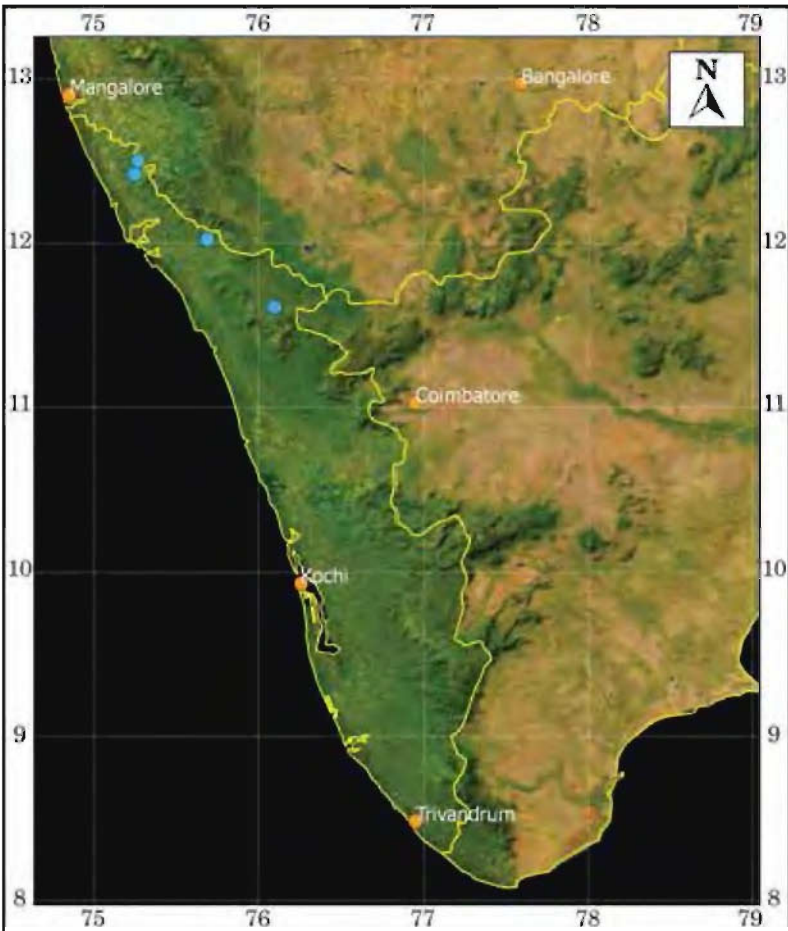 75 76 77 78 79
13 Mangalore Bangalore N 13
12 12
11 Coimbatore 11
10 Kochi 10
9 9
Trivandrum
8 8
75 76 77 78 79